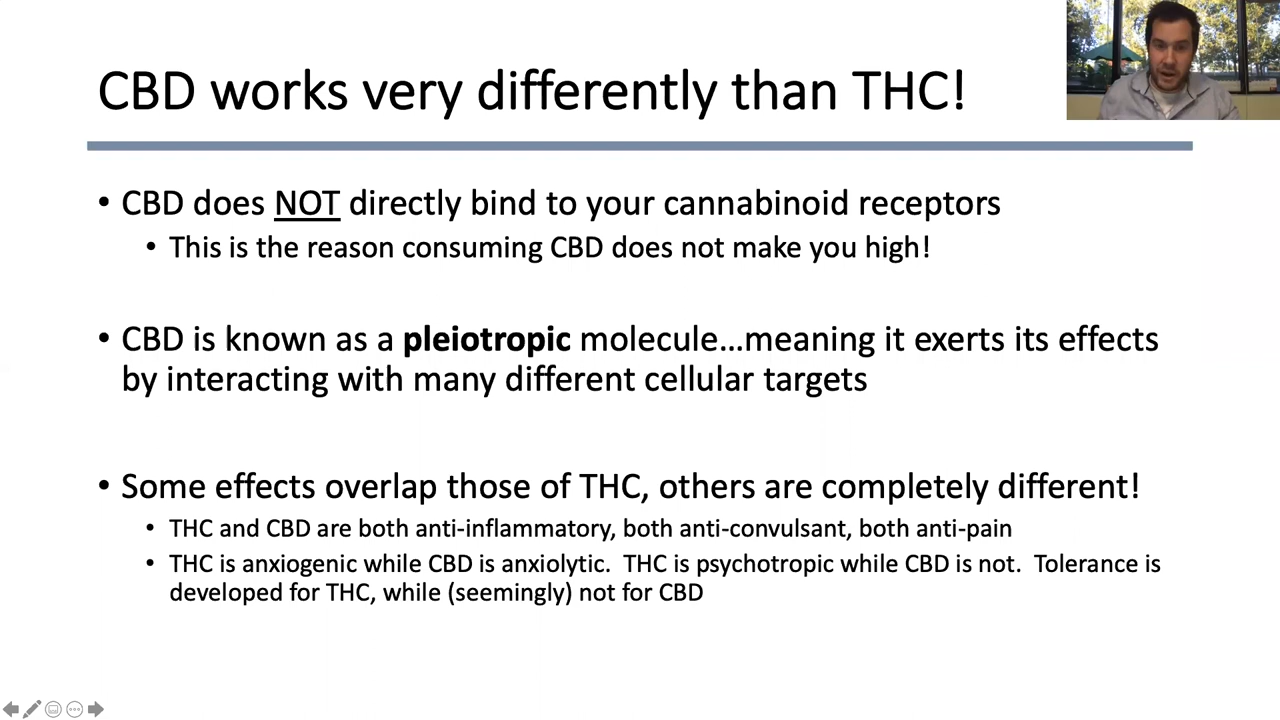 CBD works very differently than THC!
• CBD does NOT directly bind to your cannabinoid receptors
• This is the reason consuming CBD does not make you high!
• CBD is known as a pleiotropic molecule...meaning it exerts its effects
by interacting with many different cellular targets
• Some effects overlap those of THC, others are completely different!
• THC and CBD are both anti-inflammatory, both anti-convulsant, both anti-pain
• THC is anxiogenic while CBD is anxiolytic.  THC is psychotropic while CBD is not.  Tolerance is
developed for THC, while (seemingly) not for CBD